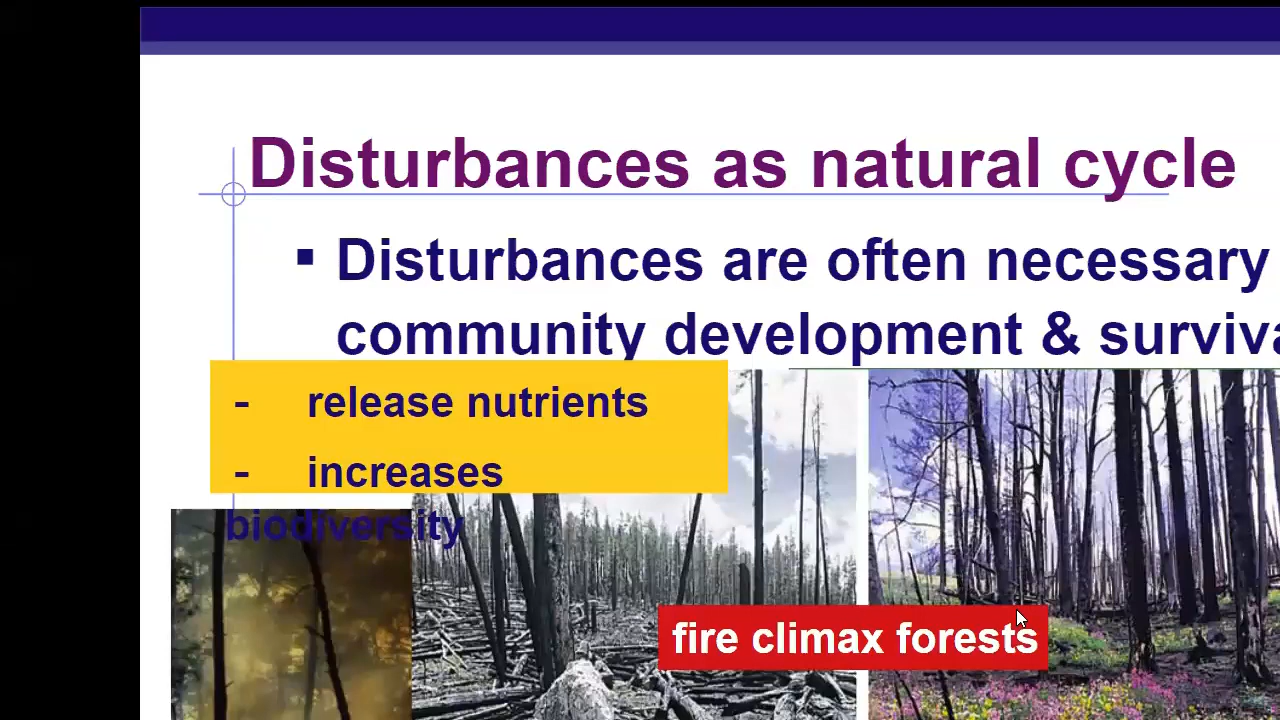 Disturbances as natural cycle
▪ Disturbances are often necessary
community development & surviva
- release nutrients
- increases
biodiversity
fire climax forests